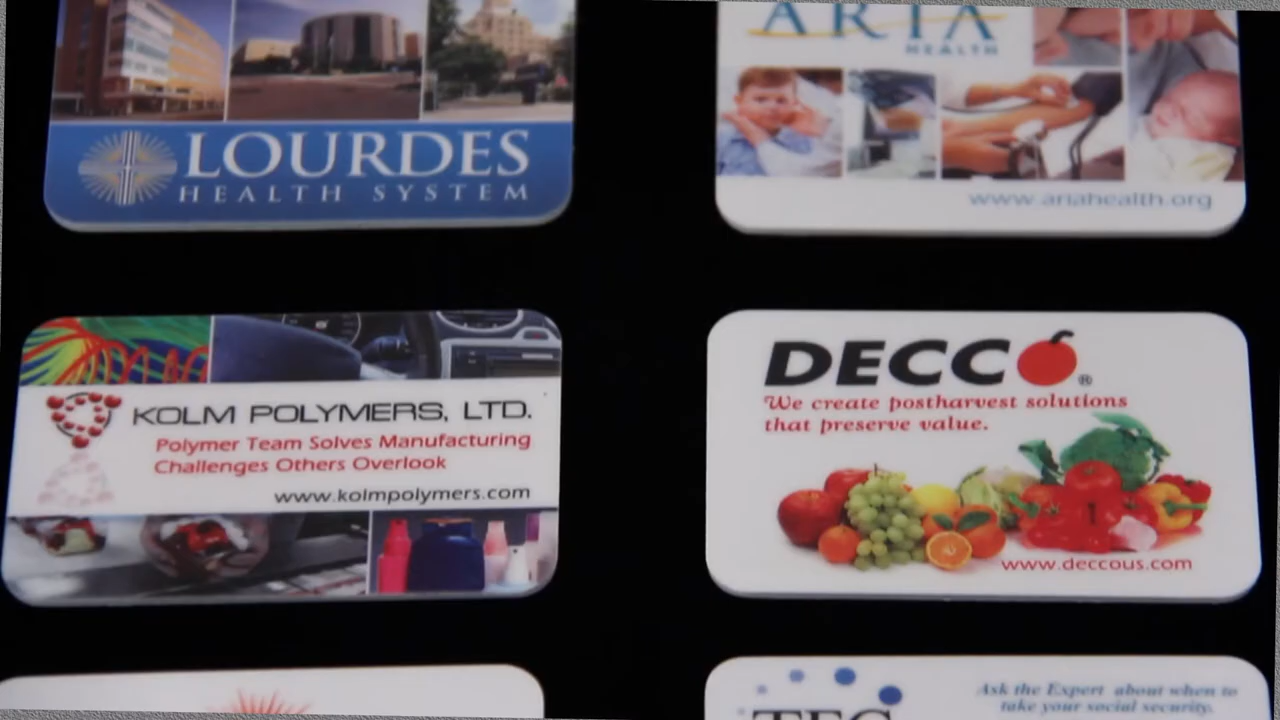 LOURDES
HEALTH SYSTEM
ARIA
HEALTH
www.ariahealth.org
KOLM POLYMERS, LTD.
Polymer Team Solves Manufacturing
Challenges Others Overlook
www.kolmpolymers.com
DECCO®
We create postharvest solutions
that preserve value.
www.deccous.com
Ask the Expert about when to
take your social security.